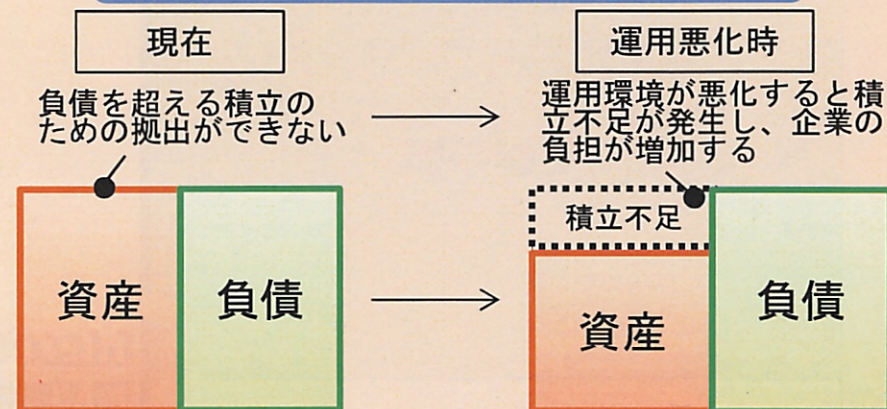 現在
運用悪化時
負債を超える積立の
ための拠出ができない
運用環境が悪化すると積
立不足が発生し、企業の
負担が増加する
積立不足
資産
負債
資産
負債